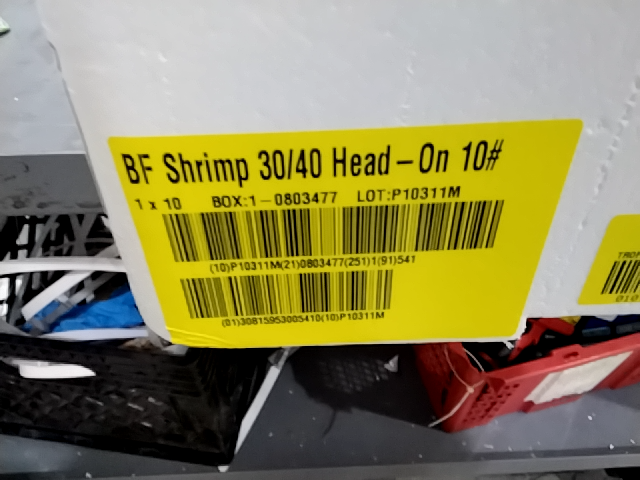 BF Shrimp 30/40 Head-On 10#
1 x 10 BOX:1-0803477 LOT:P10311M
(10)P10311M(21)0803477(251)1(91)541
(01)30815953005410(10)P10311M